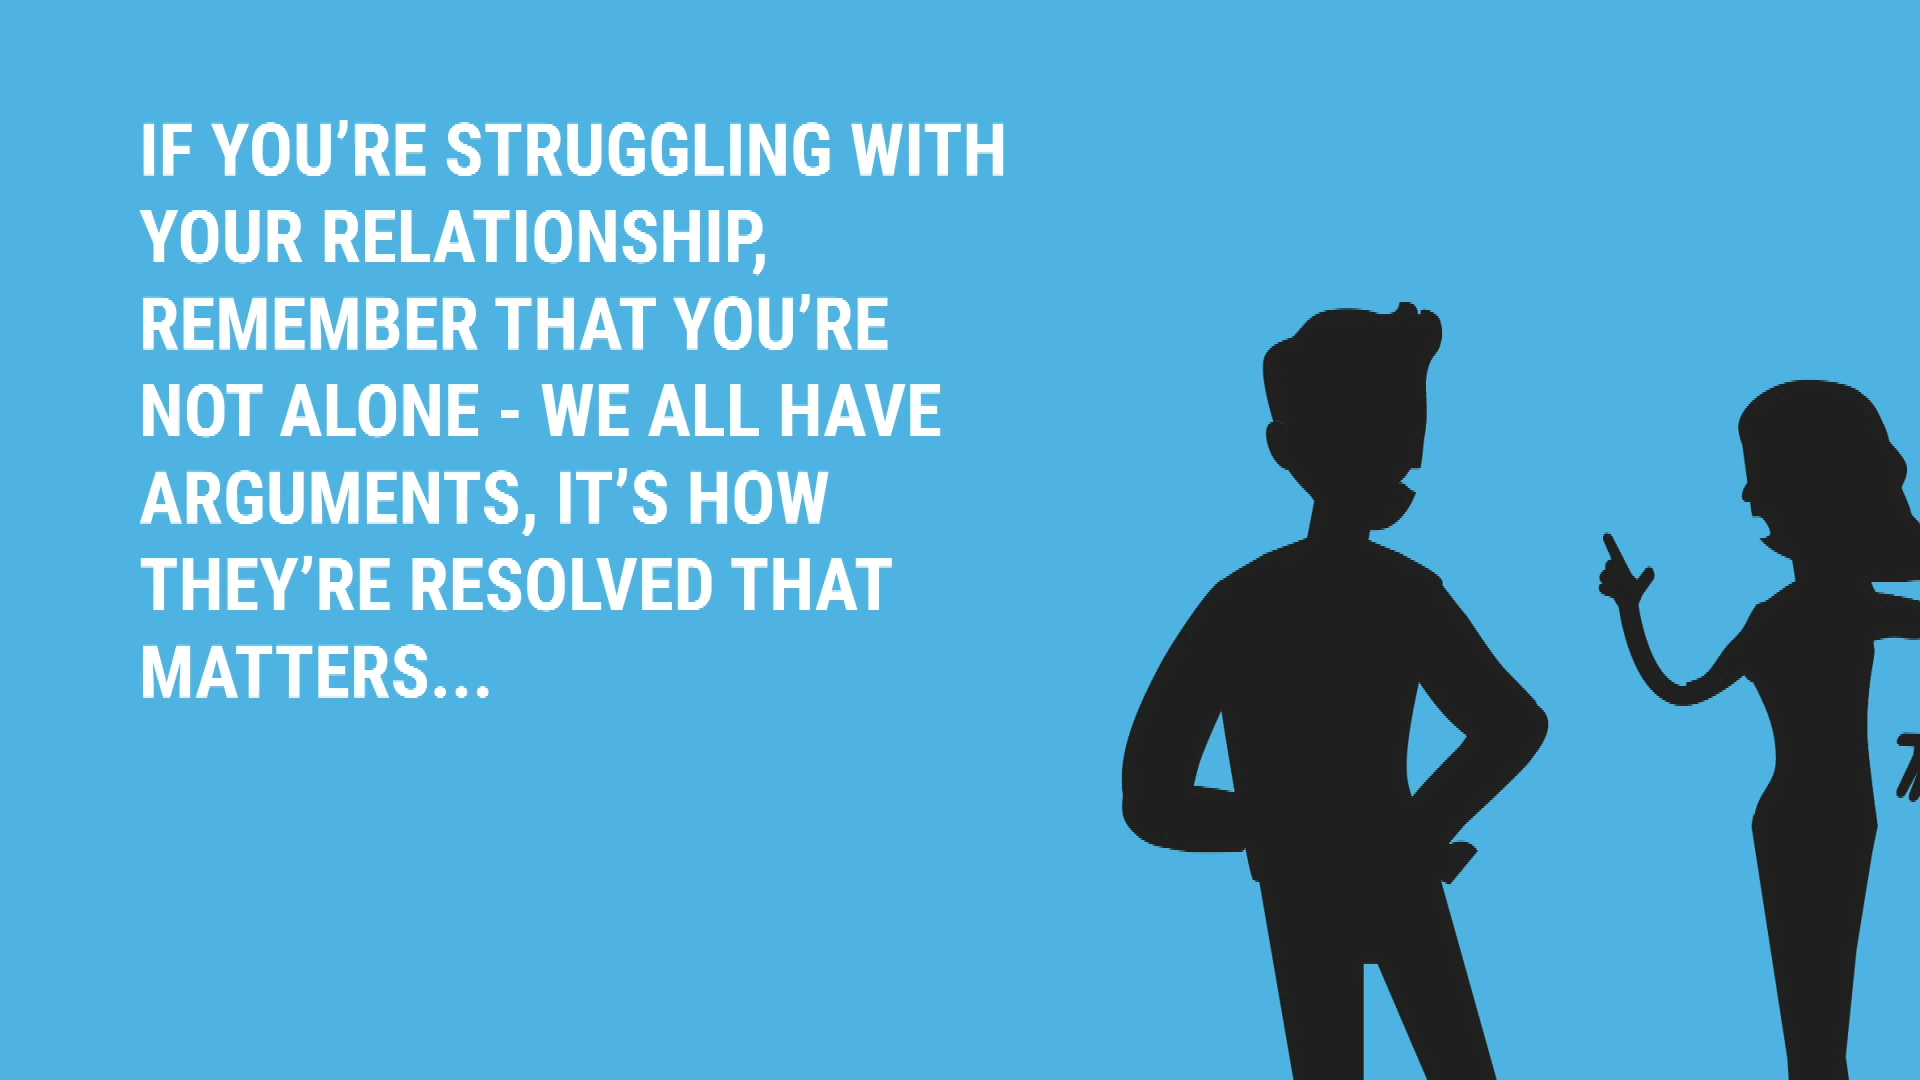 IF YOU’RE STRUGGLING WITH
YOUR RELATIONSHIP,
REMEMBER THAT YOU’RE
NOT ALONE - WE ALL HAVE
ARGUMENTS, IT’S HOW
THEY’RE RESOLVED THAT
MATTERS...